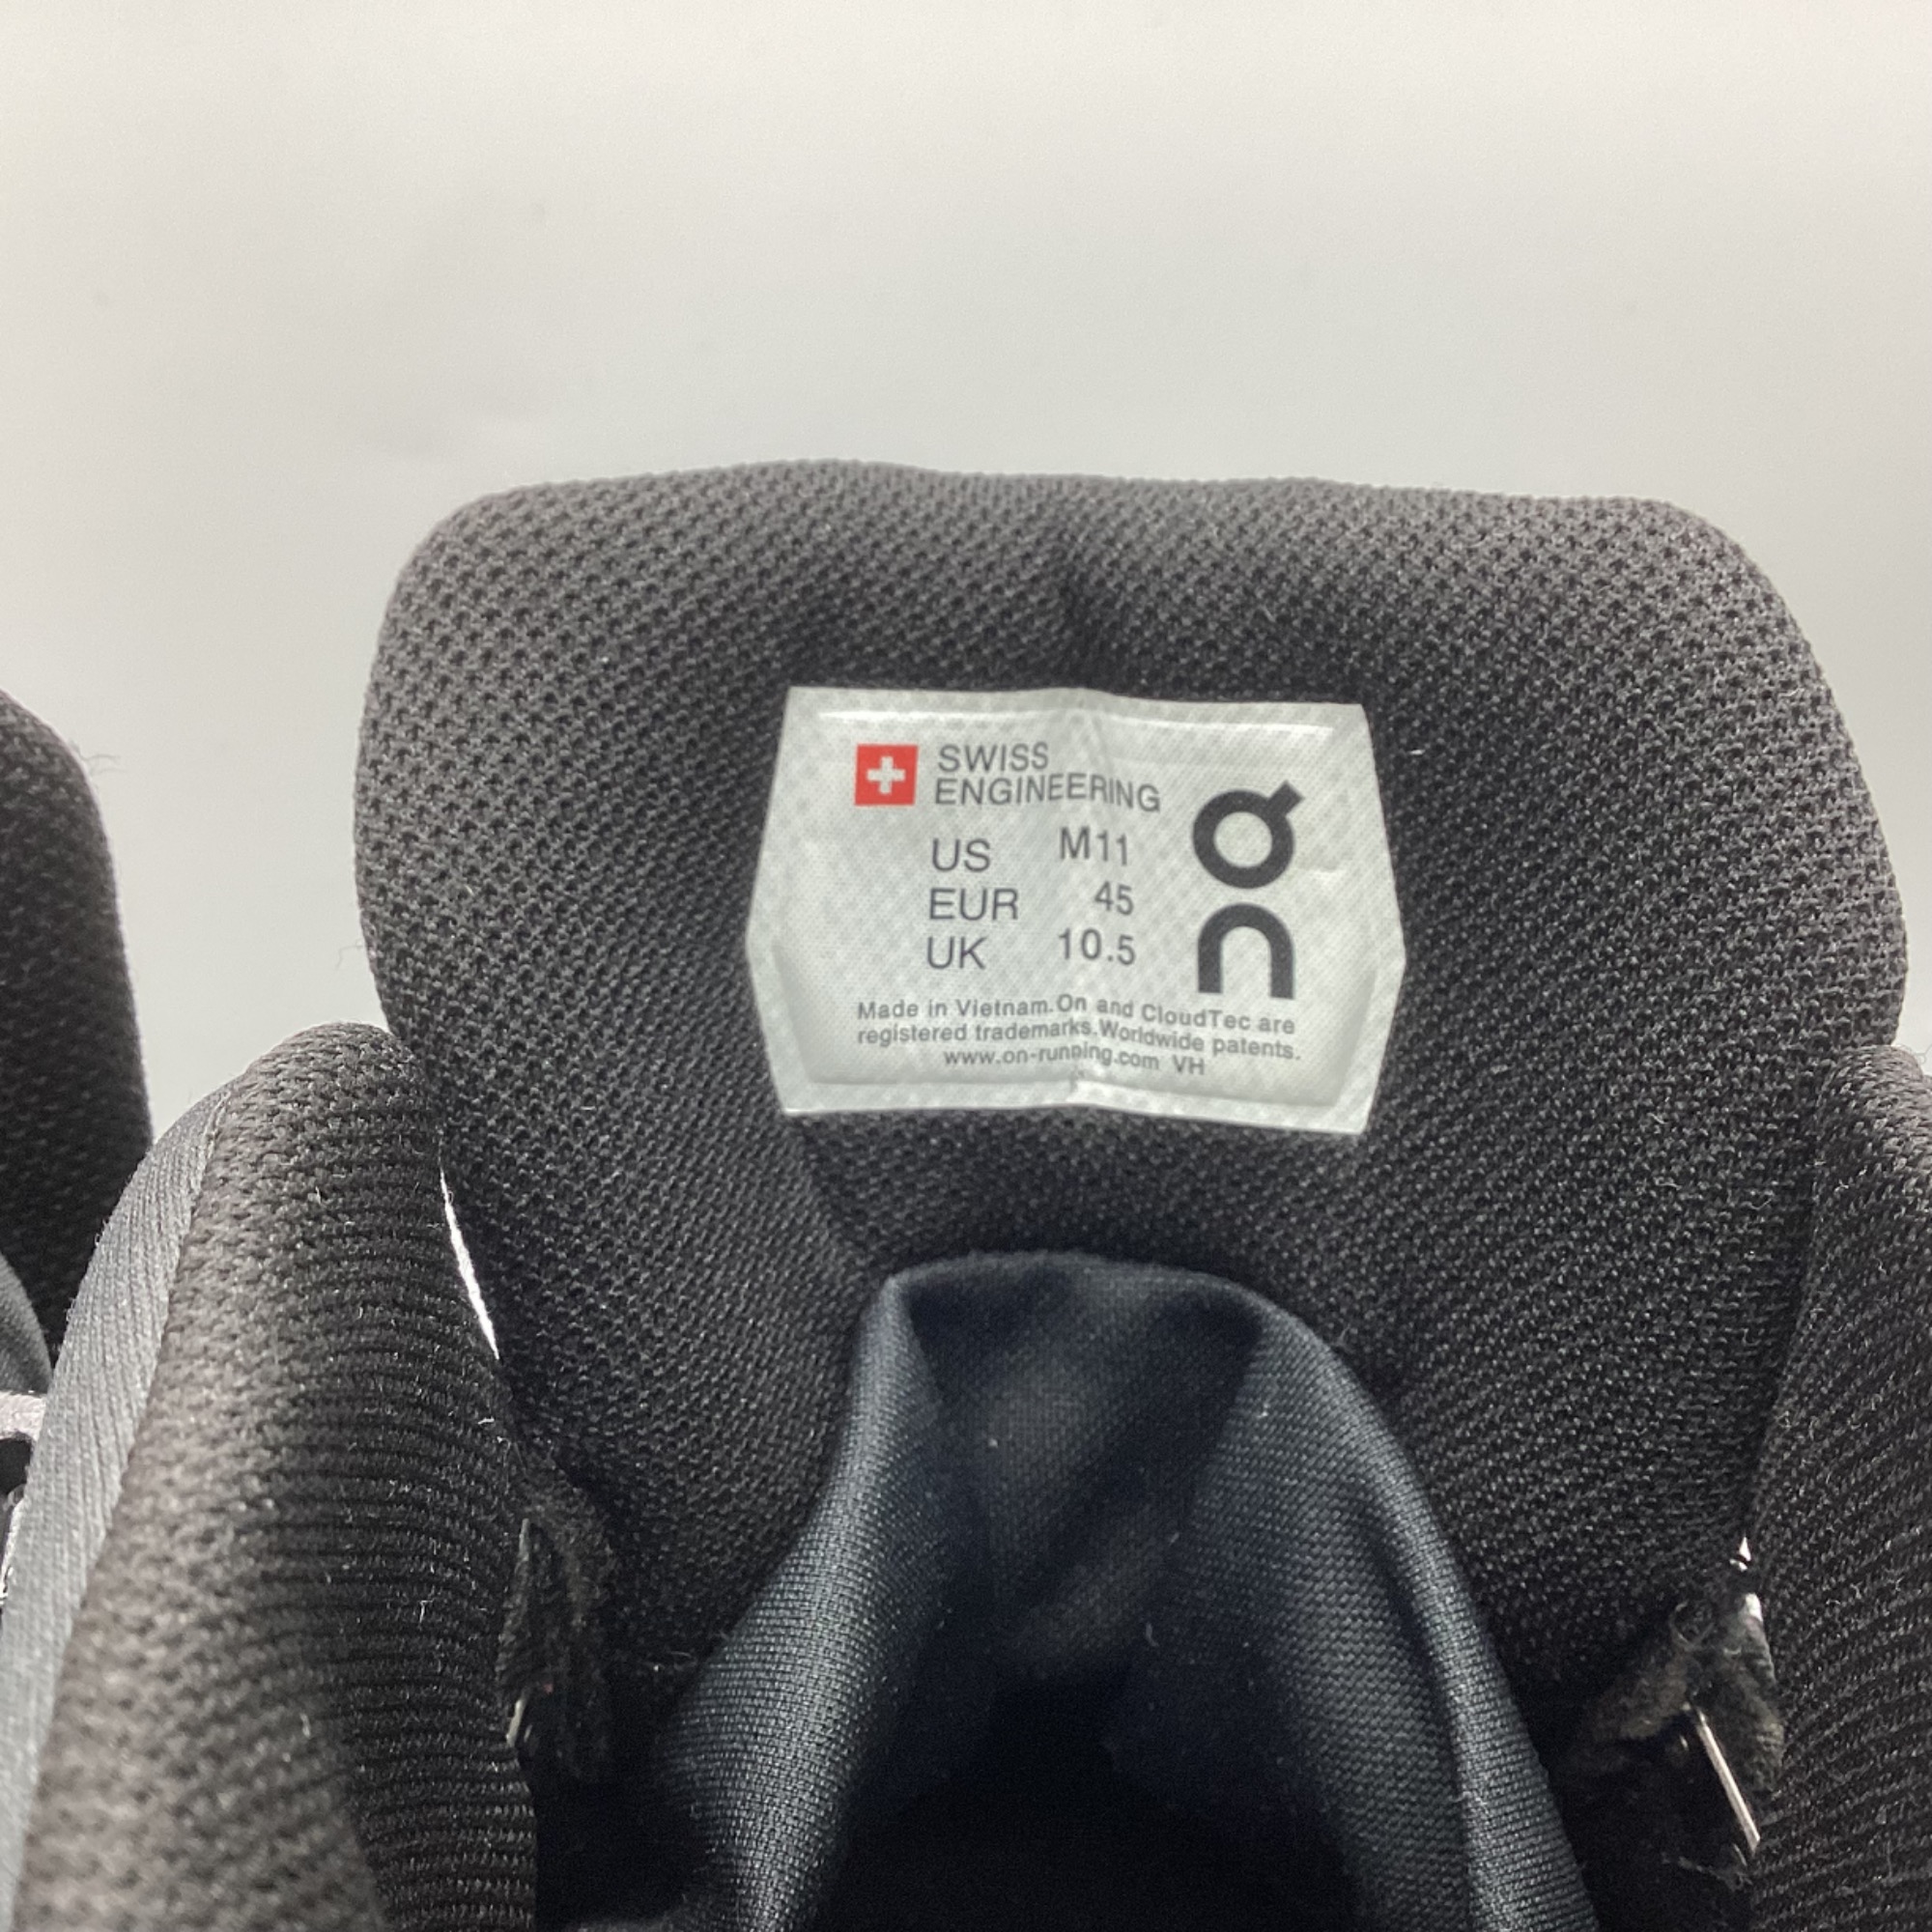 SWISS
ENGINEERING
US M11
EUR 45
UK 10.5
On
Made in Vietnam.On and CloudTec are
registered trademarks.Worldwide patents.
www.on-running.com VH